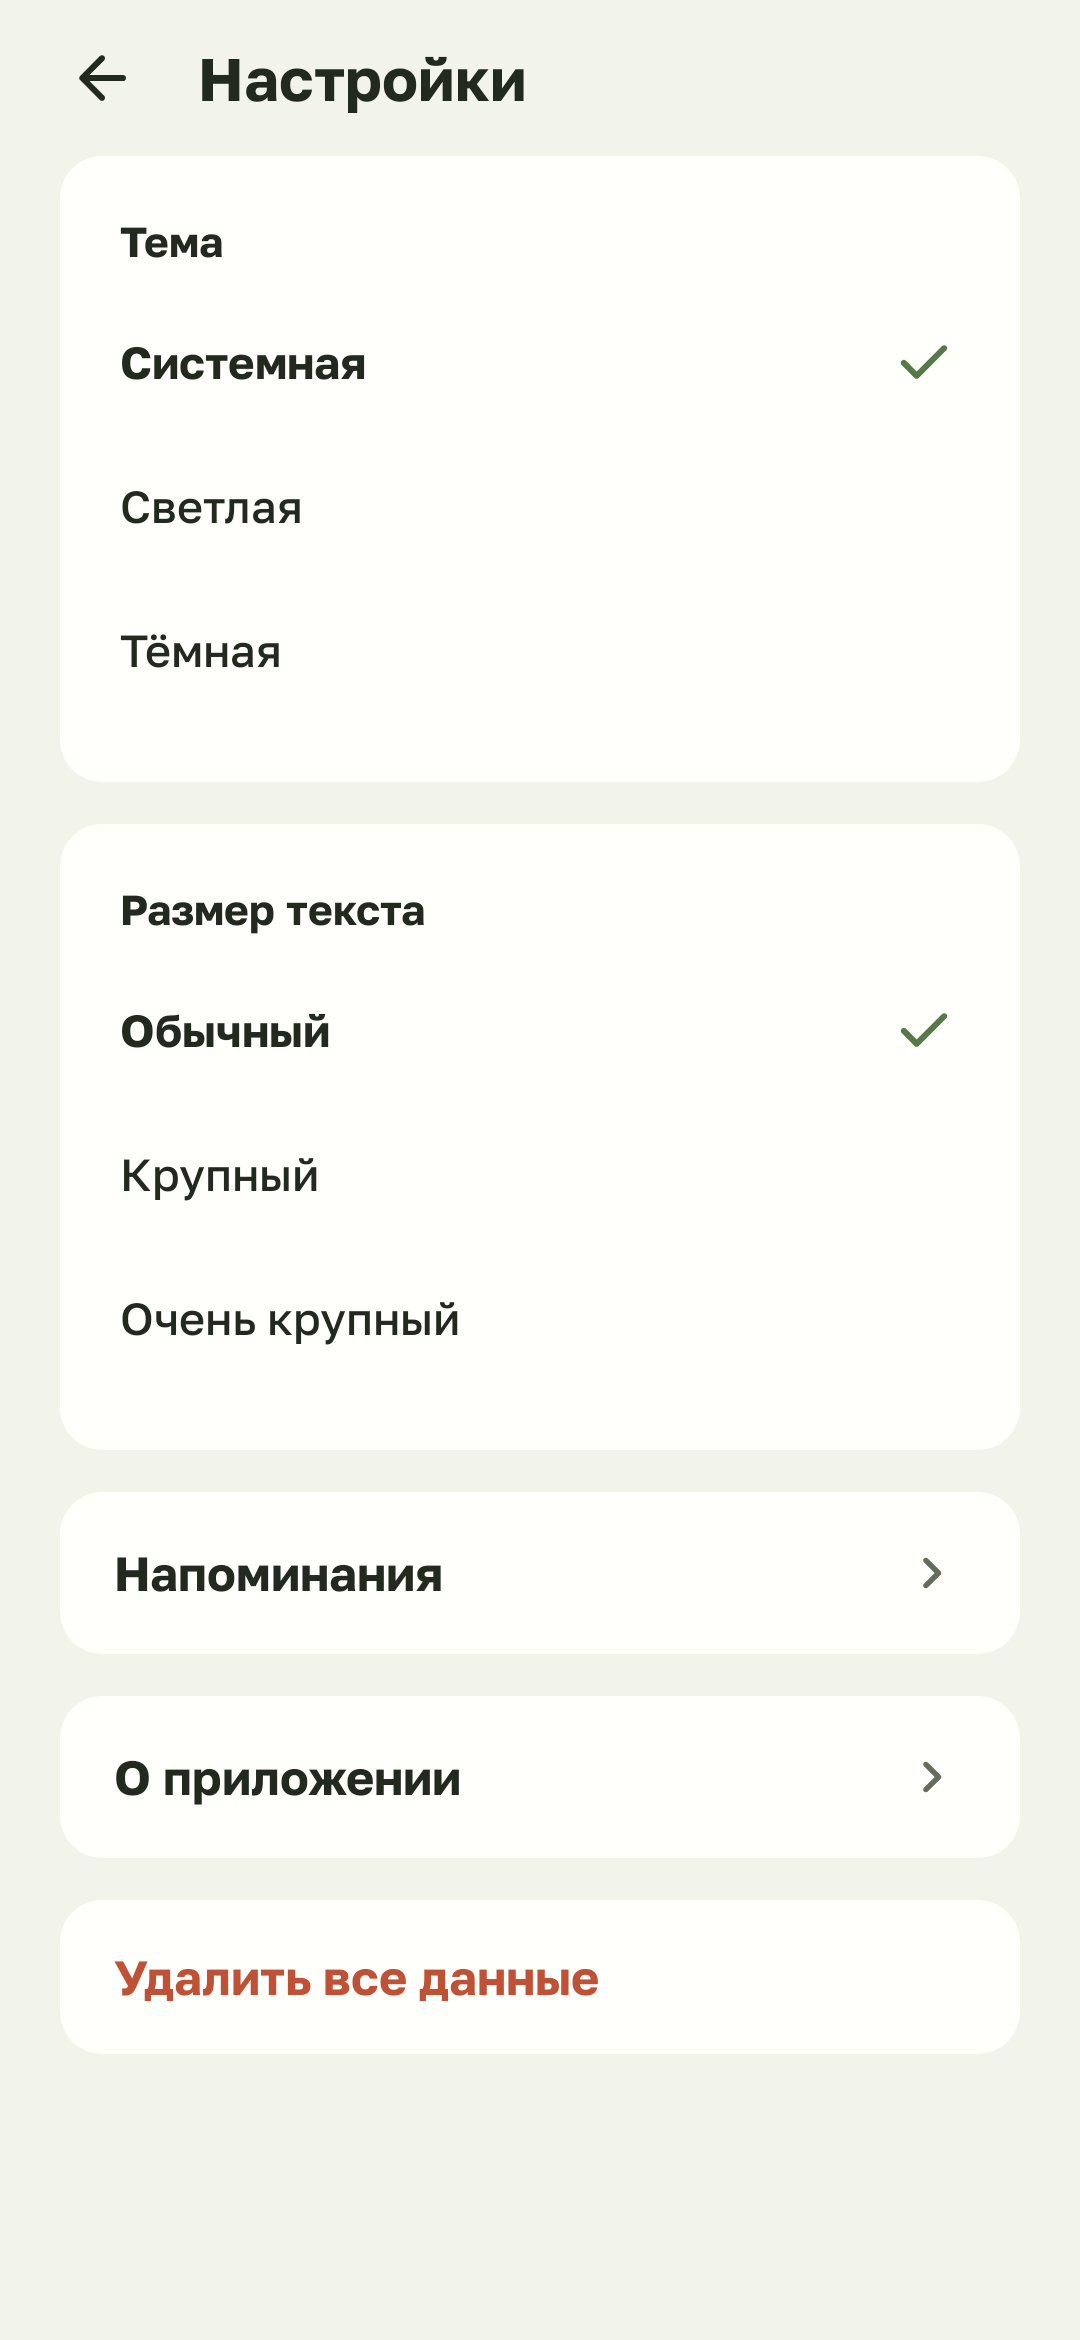 Настройки
Тема
Системная
Светлая
Тёмная
Размер текста
Обычный
Крупный
Очень крупный
Напоминания
О приложении
Удалить все данные